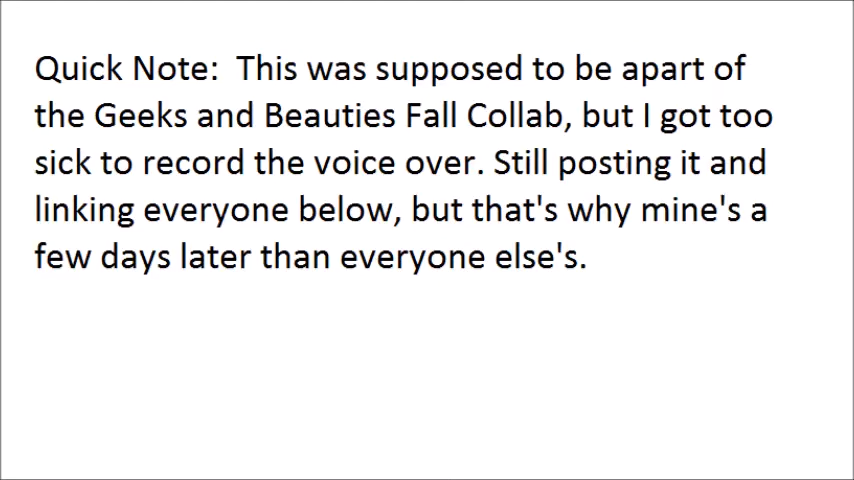 Quick Note:  This was supposed to be apart of
the Geeks and Beauties Fall Collab, but I got too
sick to record the voice over. Still posting it and
linking everyone below, but that's why mine's a
few days later than everyone else's.